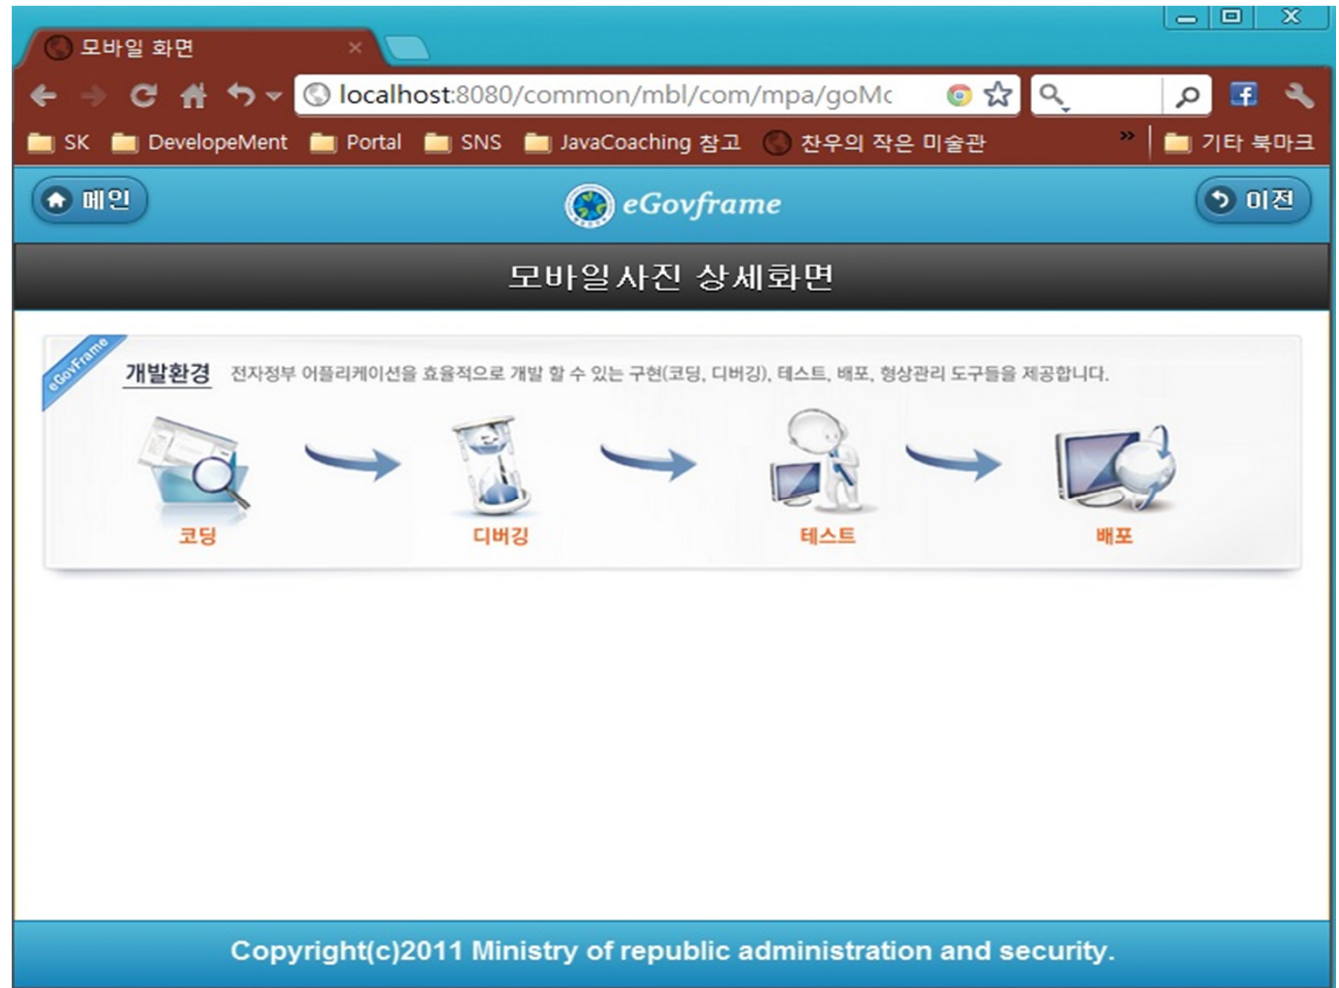 모바일 화면
localhost:8080/common/mbl/com/mpa/goMc
SK DevelopeMent Portal SNS JavaCoaching 참고 찬우의 작은 미술관 » 기타 북마크
메인 eGovframe 이전
모바일사진 상세화면
eGovFrame
개발환경 전자정부 어플리케이션을 효율적으로 개발 할 수 있는 구현(코딩, 디버깅), 테스트, 배포, 형상관리 도구들을 제공합니다.
코딩 디버깅 테스트 배포
Copyright(c)2011 Ministry of republic administration and security.